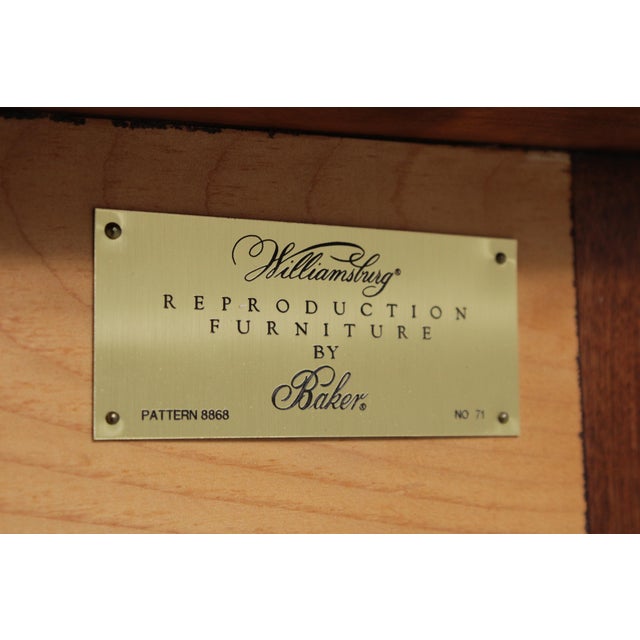 Williamsburg®
REPRODUCTION
FURNITURE
BY
Baker®
PATTERN 8868 NO 71